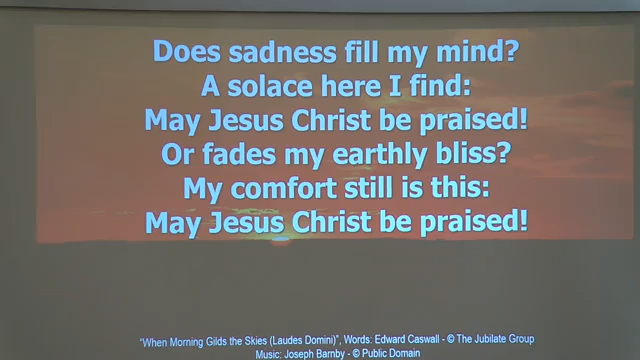 Does sadness fill my mind?
A solace here I find:
May Jesus Christ be praised!
Or fades my earthly bliss?
My comfort still is this:
May Jesus Christ be praised!
"When Morning Gilds the Skies (Laudes Domini)", Words: Edward Caswall - © The Jubilate Group
Music: Joseph Barnby - © Public Domain